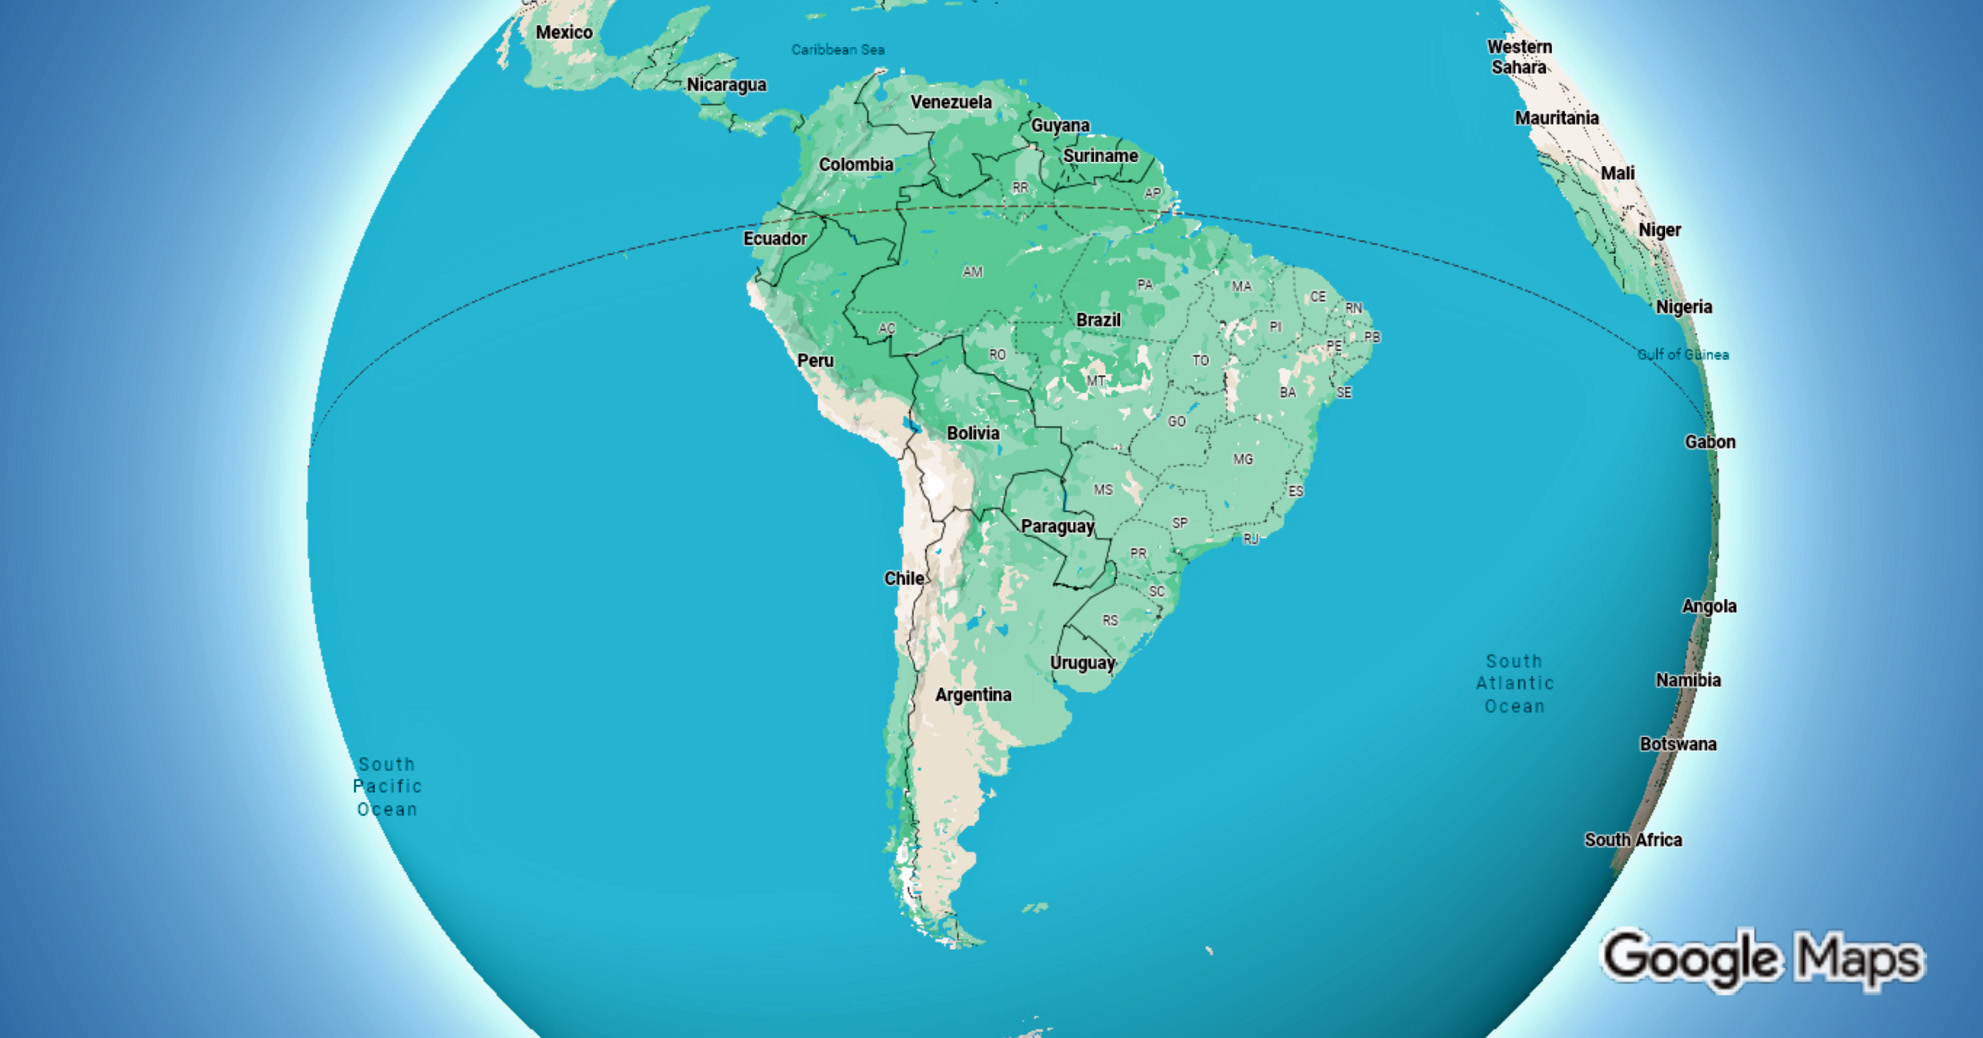 CA
Mexico
Caribbean Sea
Nicaragua
Venezuela
Guyana
Suriname
Colombia
RR
AP
Ecuador
AM
PA
MA
CE
RN
PI
PB
PE
Brazil
AC
RO
TO
Peru
MT
BA
SE
GO
Bolivia
MG
MS
ES
SP
Paraguay
RJ
PR
Chile
SC
RS
Uruguay
Argentina
Western
Sahara
Mauritania
Mali
Niger
Nigeria
Gulf of Guinea
Gabon
Angola
Namibia
Botswana
South Africa
South
Atlantic
Ocean
South
Pacific
Ocean
Google Maps